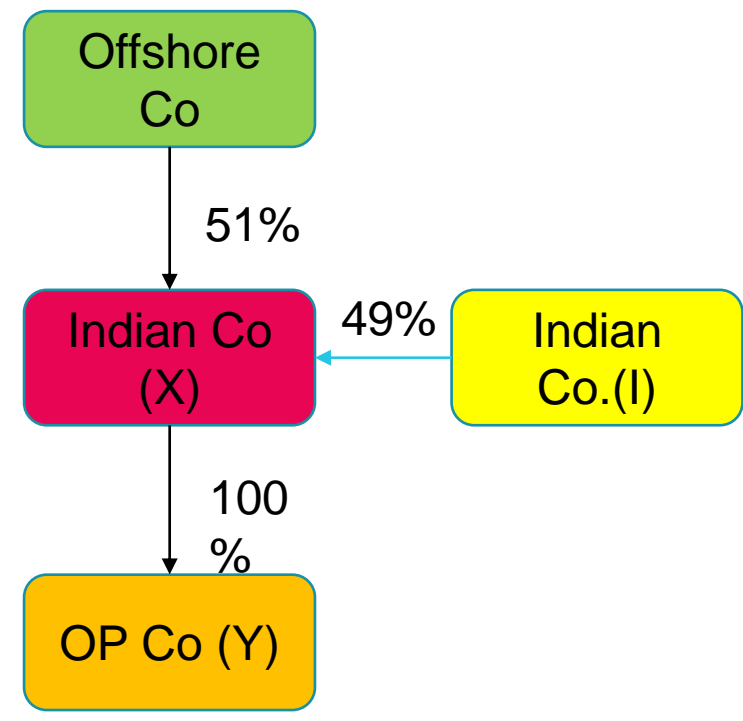 Offshore
Co
51%
Indian Co
(X)
49%
Indian
Co.(I)
100
%
OP Co (Y)